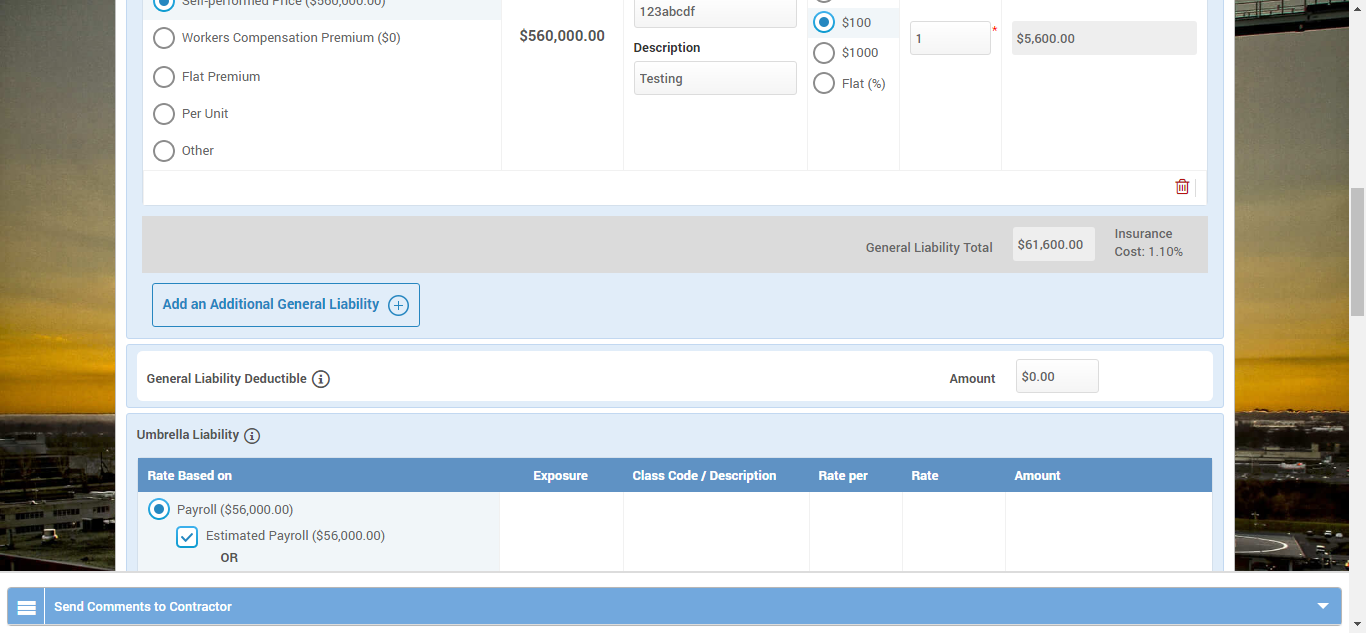 Self-performed Price ($560,000.00)
123abcdf
$100
Workers Compensation Premium ($0)
$560,000.00
Description
1
*
$5,600.00
$1000
Flat Premium
Testing
Flat (%)
Per Unit
Other
General Liability Total
$61,600.00
Insurance
Cost: 1.10%
Add an Additional General Liability
General Liability Deductible
Amount
$0.00
Umbrella Liability
Rate Based on
Exposure
Class Code / Description
Rate per
Rate
Amount
Payroll ($56,000.00)
Estimated Payroll ($56,000.00)
OR
Send Comments to Contractor